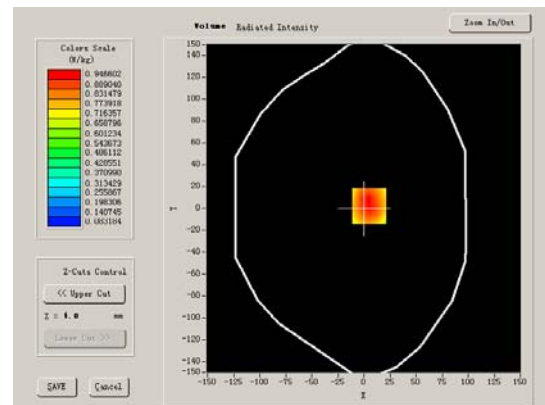 Volume Radiated Intensity
Zoom In/Out
Colors Scale
(W/kg)
0.946602
0.889040
0.831479
0.773918
0.716357
0.658796
0.601234
0.543673
0.486112
0.428551
0.370990
0.313429
0.255867
0.198306
0.140745
0.083184
Z-Cuts Control
<< Upper Cut
Z = 4.0 mm
Lower Cut >>
SAVE
Cancel
150
140
120
100
80
60
40
20
0
-20
-40
-60
-80
-100
-120
-140
-150
Y
-150 -125 -100 -75 -50 -25 0 25 50 75 100 125 150
X